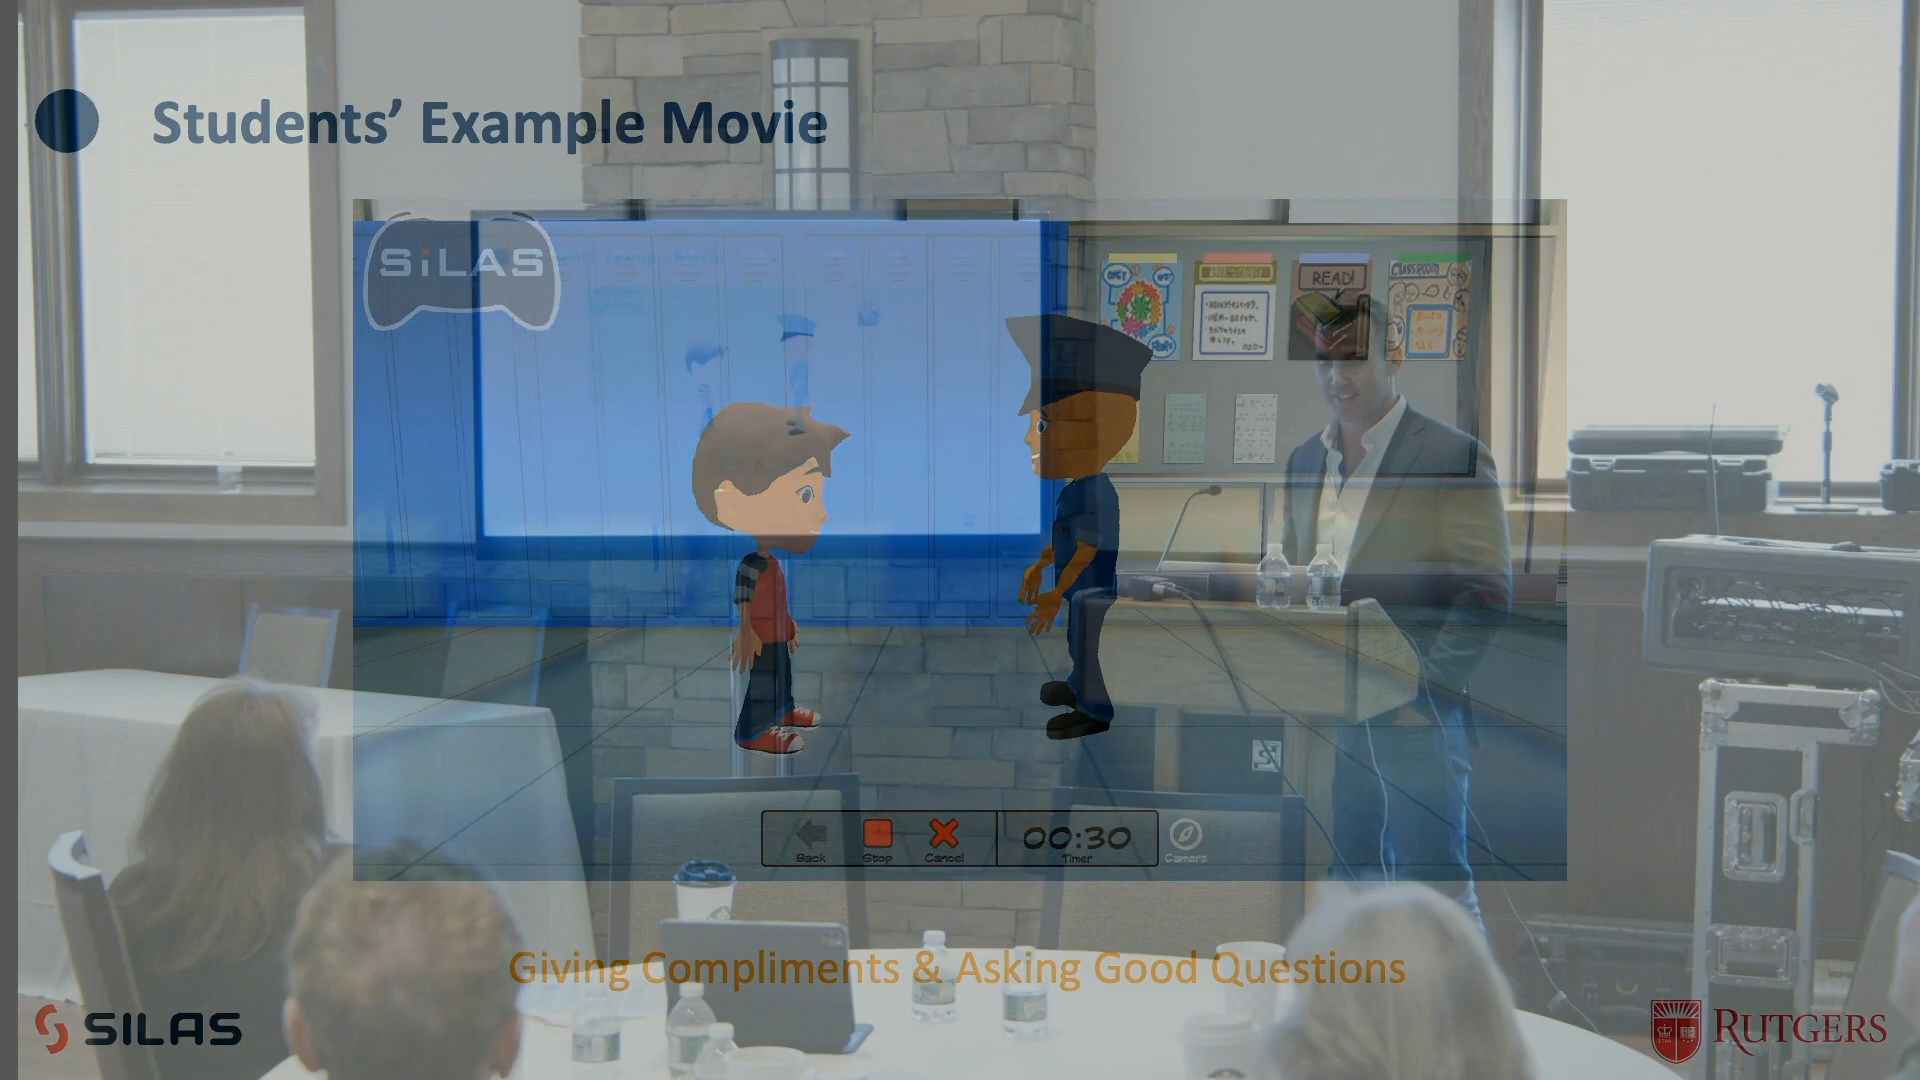 Students’ Example Movie
SiLAS
READ!
CLASSROOM
00:30
Back
Stop
Cancel
Timer
Camera
Giving Compliments & Asking Good Questions
SILAS
RUTGERS